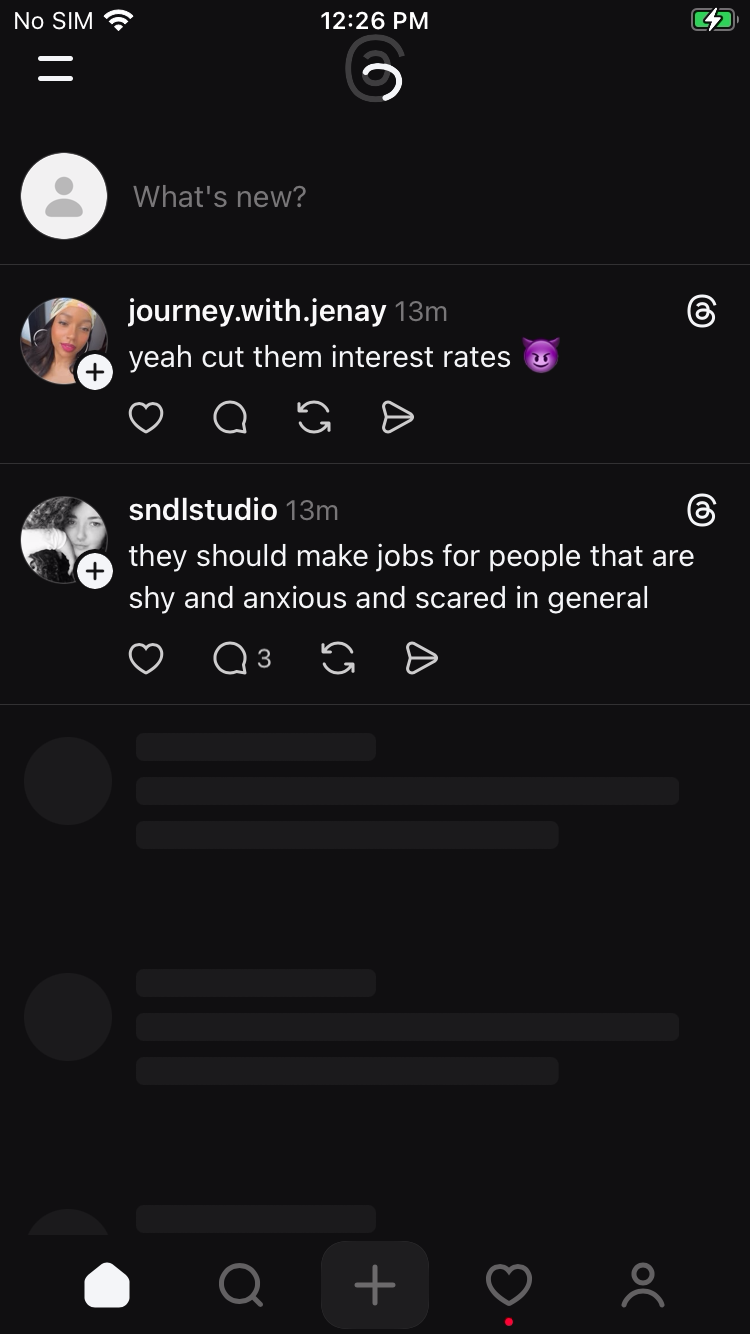 No SIM 12:26 PM
What's new?
journey.with.jenay 13m
yeah cut them interest rates 😈
sndlstudio 13m
they should make jobs for people that are
shy and anxious and scared in general
3